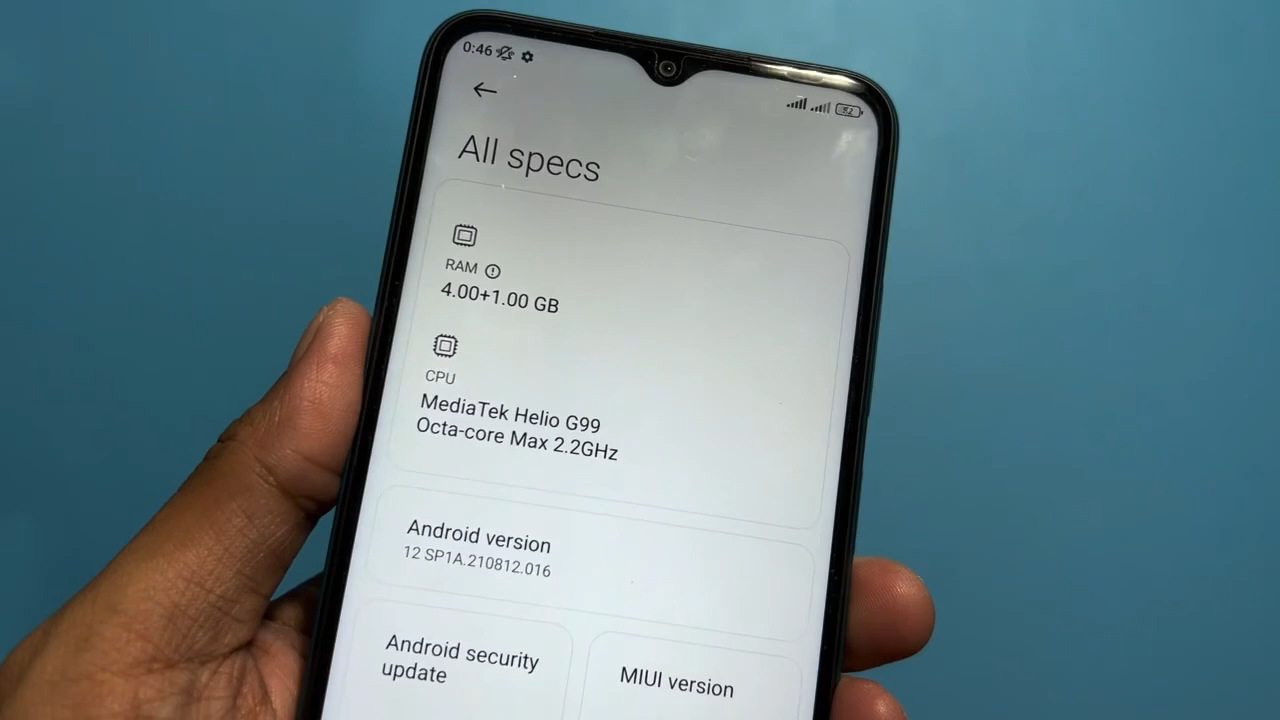 0:46
52
All specs
RAM
4.00+1.00 GB
CPU
MediaTek Helio G99
Octa-core Max 2.2GHz
Android version
12 SP1A.210812.016
Android security
update
MIUI version